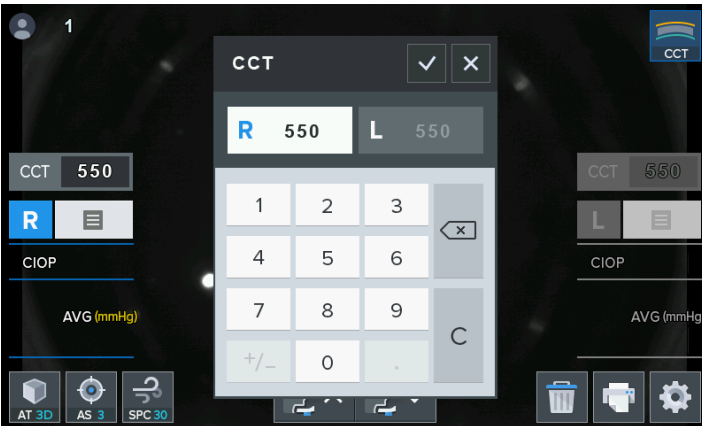 1
CCT
CCT
R 550
L 550
CCT 550
CCT 550
R
L
1 2 3
4 5 6
7 8 9
C
+/- 0 .
CIOP
CIOP
AVG (mmHg)
AVG (mmHg
AT 3D
AS 3
SPC 30